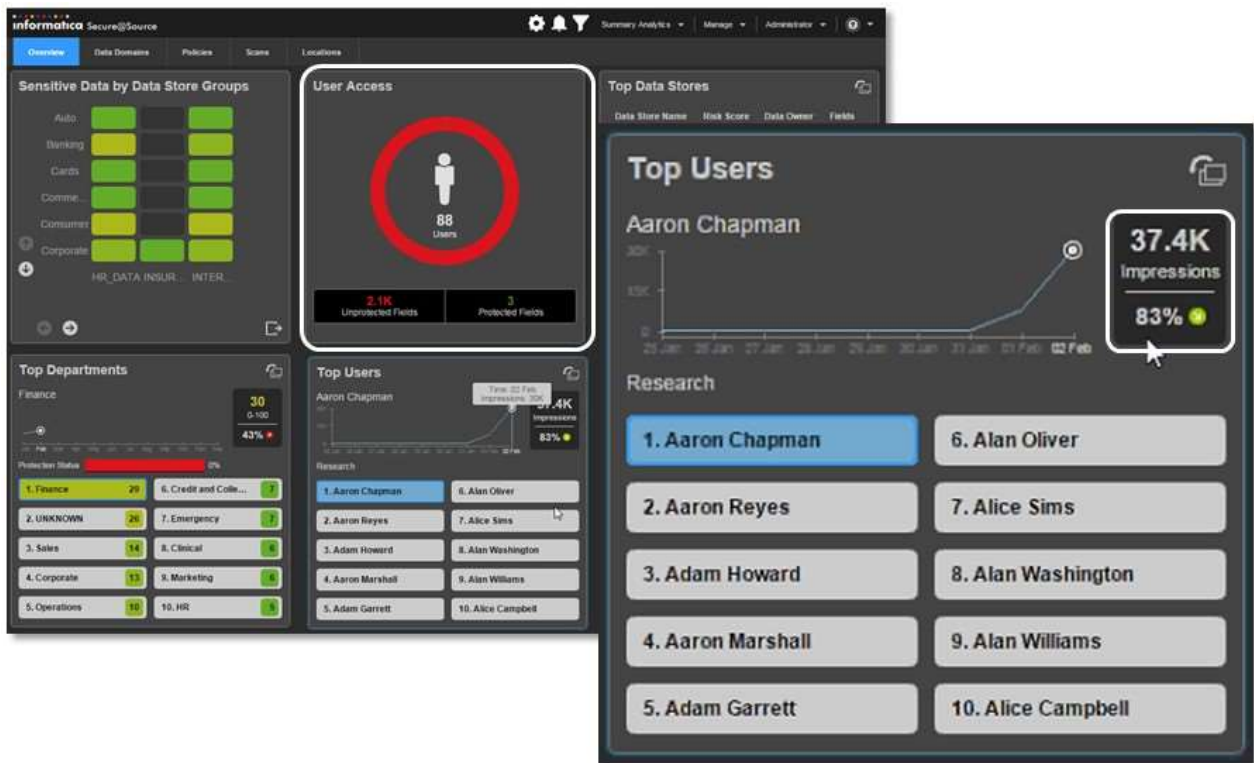 informatica Secure@Source
Summary Analytics Manage Administrator
Overview Data Domains Policies Scans Locations
Sensitive Data by Data Store Groups
Auto
Banking
Cards
Comme...
Consumer
Corporate
HR_DATA INSUR... INTER...
User Access
88
Users
2.1K
Unprotected Fields
3
Protected Fields
Top Data Stores
Data Store Name Risk Score Data Owner Fields
Top Departments
Finance
30
0-100
43%
Feb
Protection Status 0%
1. Finance 29
2. UNKNOWN 26
3. Sales 14
4. Corporate 13
5. Operations 10
6. Credit and Colle... 7
7. Emergency 7
8. Clinical 6
9. Marketing 6
10. HR 5
Top Users
Aaron Chapman
Time: 02 Feb
Impressions: 30K
37.4K
Impressions
83%
02 Feb
Research
1. Aaron Chapman
2. Aaron Reyes
3. Adam Howard
4. Aaron Marshall
5. Adam Garrett
6. Alan Oliver
7. Alice Sims
8. Alan Washington
9. Alan Williams
10. Alice Campbell
Top Users
Aaron Chapman
30K
15K
0
25 Jan 26 Jan 27 Jan 28 Jan 29 Jan 30 Jan 31 Jan 01 Feb 02 Feb
37.4K
Impressions
83%
Research
1. Aaron Chapman
2. Aaron Reyes
3. Adam Howard
4. Aaron Marshall
5. Adam Garrett
6. Alan Oliver
7. Alice Sims
8. Alan Washington
9. Alan Williams
10. Alice Campbell